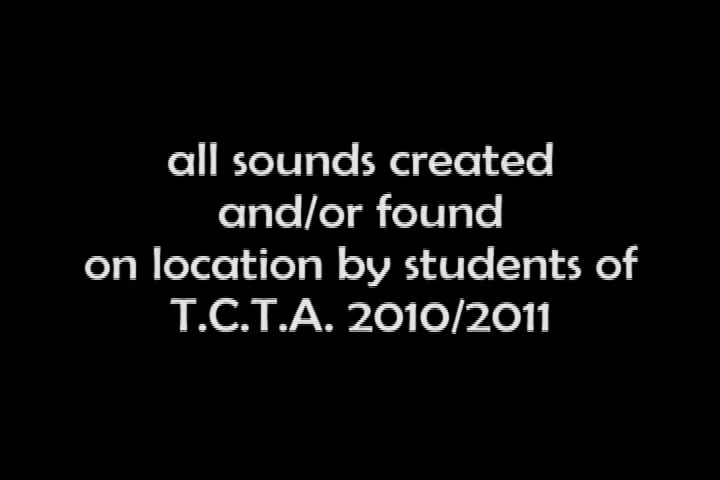 all sounds created
and/or found
on location by students of
T.C.T.A. 2010/2011